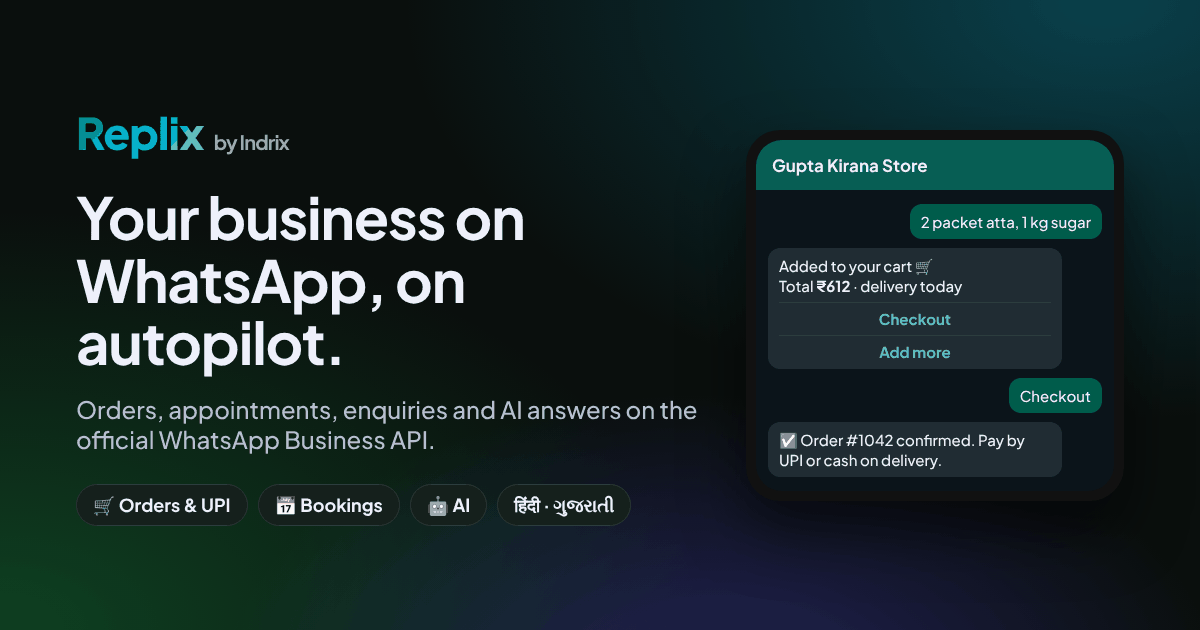 Replix by Indrix
Your business on
WhatsApp, on
autopilot.
Orders, appointments, enquiries and AI answers on the
official WhatsApp Business API.
🛒 Orders & UPI
📅 Bookings
🤖 AI
हिंदी · ગુજરાતી
Gupta Kirana Store
2 packet atta, 1 kg sugar
Added to your cart 🛒
Total ₹612 · delivery today
Checkout
Add more
Checkout
☑️ Order #1042 confirmed. Pay by
UPI or cash on delivery.